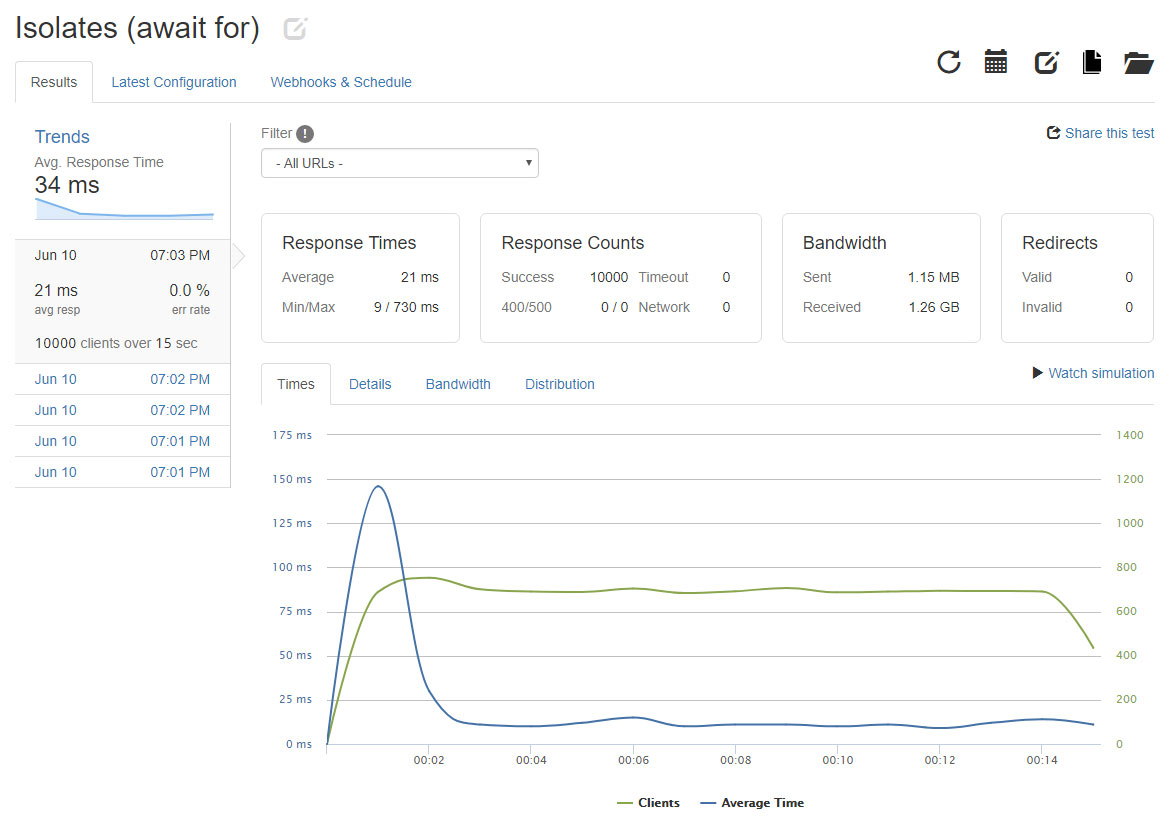 Isolates (await for)
Results Latest Configuration Webhooks & Schedule
Trends
Avg. Response Time
34 ms
Jun 10 07:03 PM
21 ms 0.0 %
avg resp err rate
10000 clients over 15 sec
Jun 10 07:02 PM
Jun 10 07:02 PM
Jun 10 07:01 PM
Jun 10 07:01 PM
Filter !
Share this test
- All URLs -
Response Times
Average 21 ms
Min/Max 9 / 730 ms
Response Counts
Success 10000 Timeout 0
400/500 0 / 0 Network 0
Bandwidth
Sent 1.15 MB
Received 1.26 GB
Redirects
Valid 0
Invalid 0
Times Details Bandwidth Distribution
Watch simulation
175 ms 1400
150 ms 1200
125 ms 1000
100 ms 800
75 ms 600
50 ms 400
25 ms 200
0 ms 0
00:02 00:04 00:06 00:08 00:10 00:12 00:14
Clients Average Time